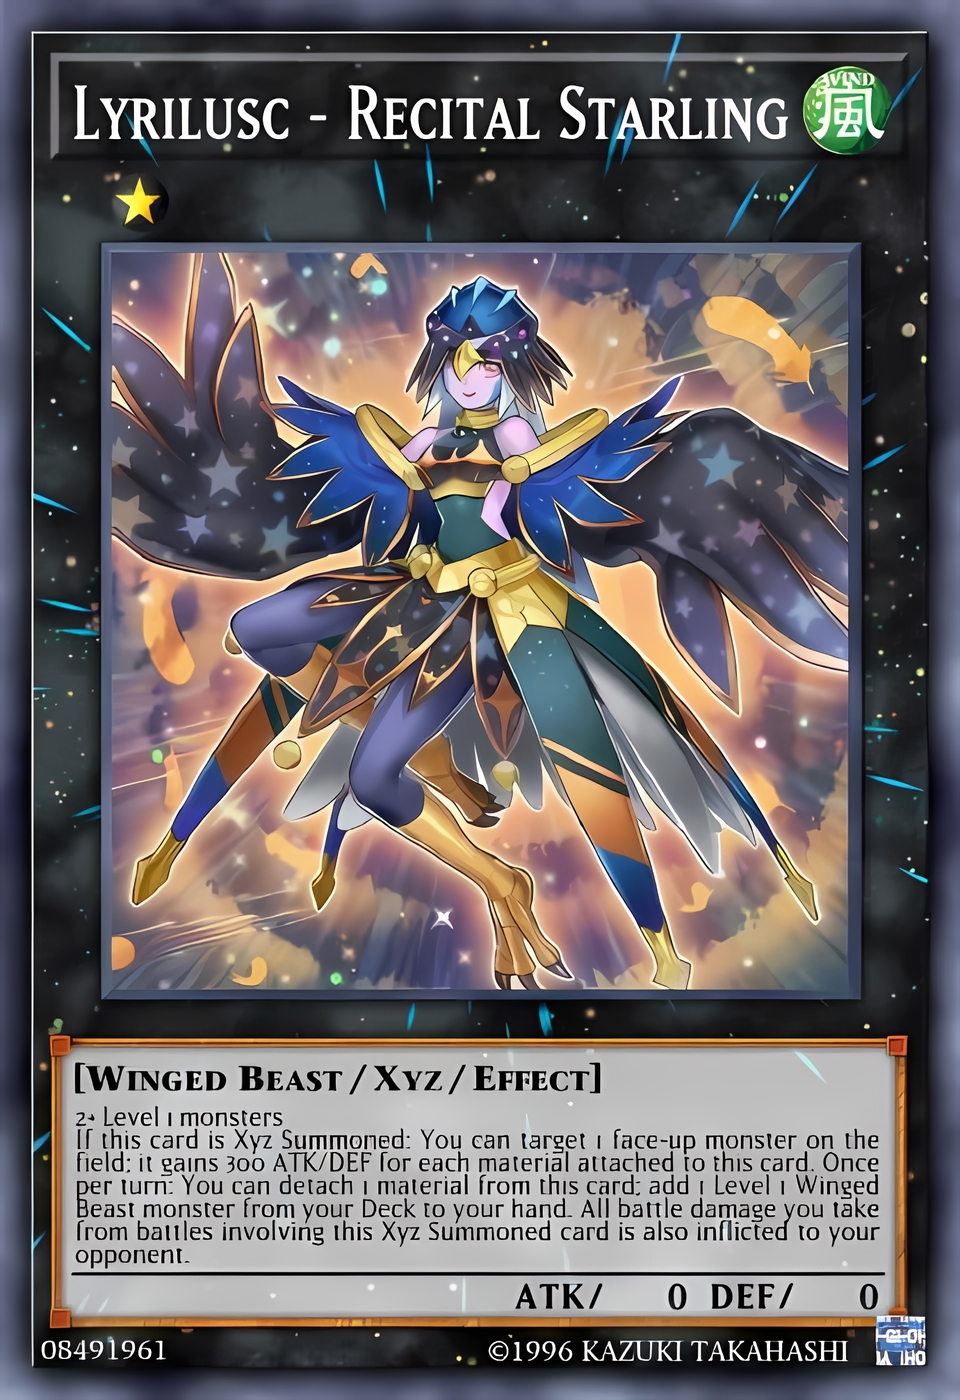 Lyrilusc - Recital Starling
WIND
風
[Winged Beast / Xyz / Effect]
2+ Level 1 monsters
If this card is Xyz Summoned: You can target 1 face-up monster on the
field; it gains 300 ATK/DEF for each material attached to this card. Once
per turn: You can detach 1 material from this card; add 1 Level 1 Winged
Beast monster from your Deck to your hand. All battle damage you take
from battles involving this Xyz Summoned card is also inflicted to your
opponent.
ATK/ 0 DEF/ 0
08491961 ©1996 KAZUKI TAKAHASHI